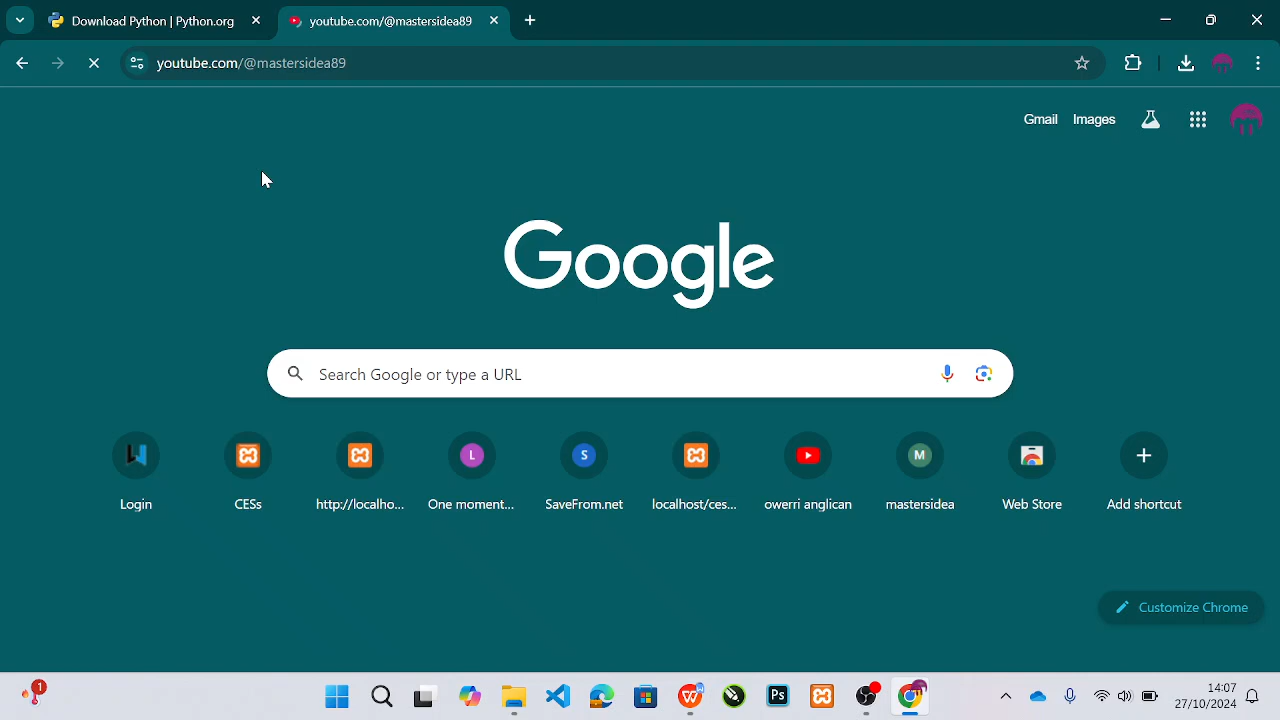 Download Python | Python.org
youtube.com/@mastersidea89
youtube.com/@mastersidea89
Gmail Images
Google
Search Google or type a URL
L
S
M
Login
CESs
http://localho...
One moment...
SaveFrom.net
localhost/ces...
owerri anglican
mastersidea
Web Store
Add shortcut
Customize Chrome
1
W
Ps
14:07
27/10/2024